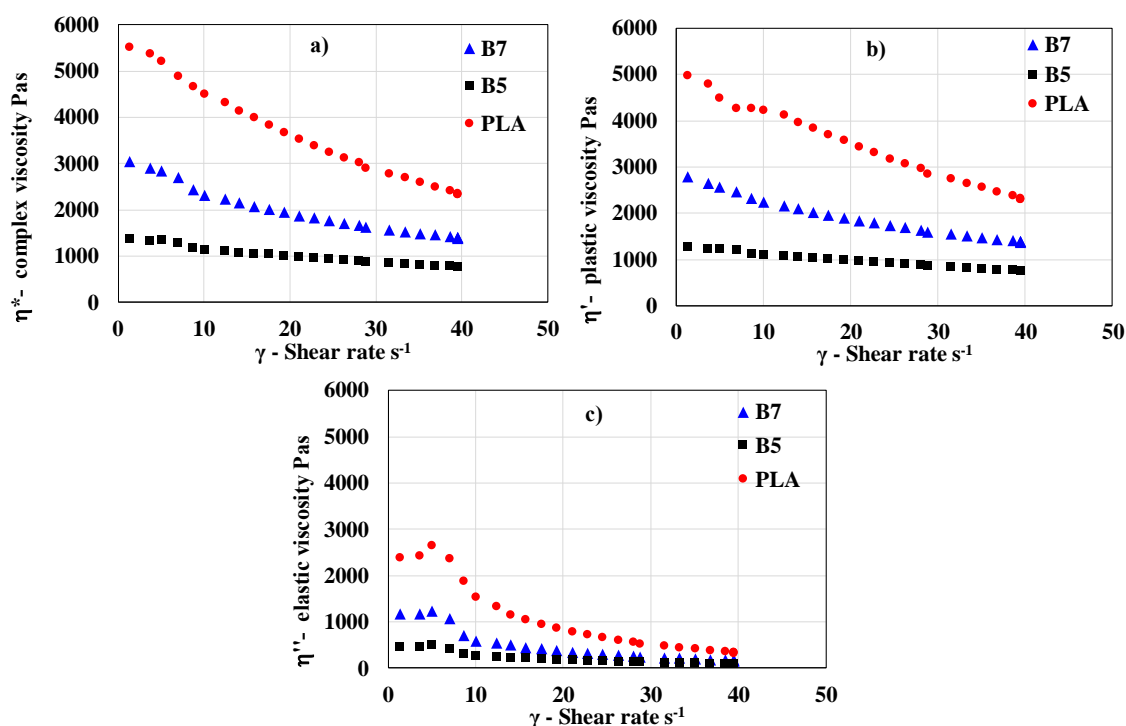 η*- complex viscosity Pas
6000
5000
4000
3000
2000
1000
0
a)
B7
B5
PLA
0 10 20 30 40 50
γ - Shear rate s-1
η'- plastic viscosity Pas
6000
5000
4000
3000
2000
1000
0
b)
B7
B5
PLA
0 10 20 30 40 50
γ - Shear rate s-1
η''- elastic viscosity Pas
6000
5000
4000
3000
2000
1000
0
c)
B7
B5
PLA
0 10 20 30 40 50
γ - Shear rate s-1